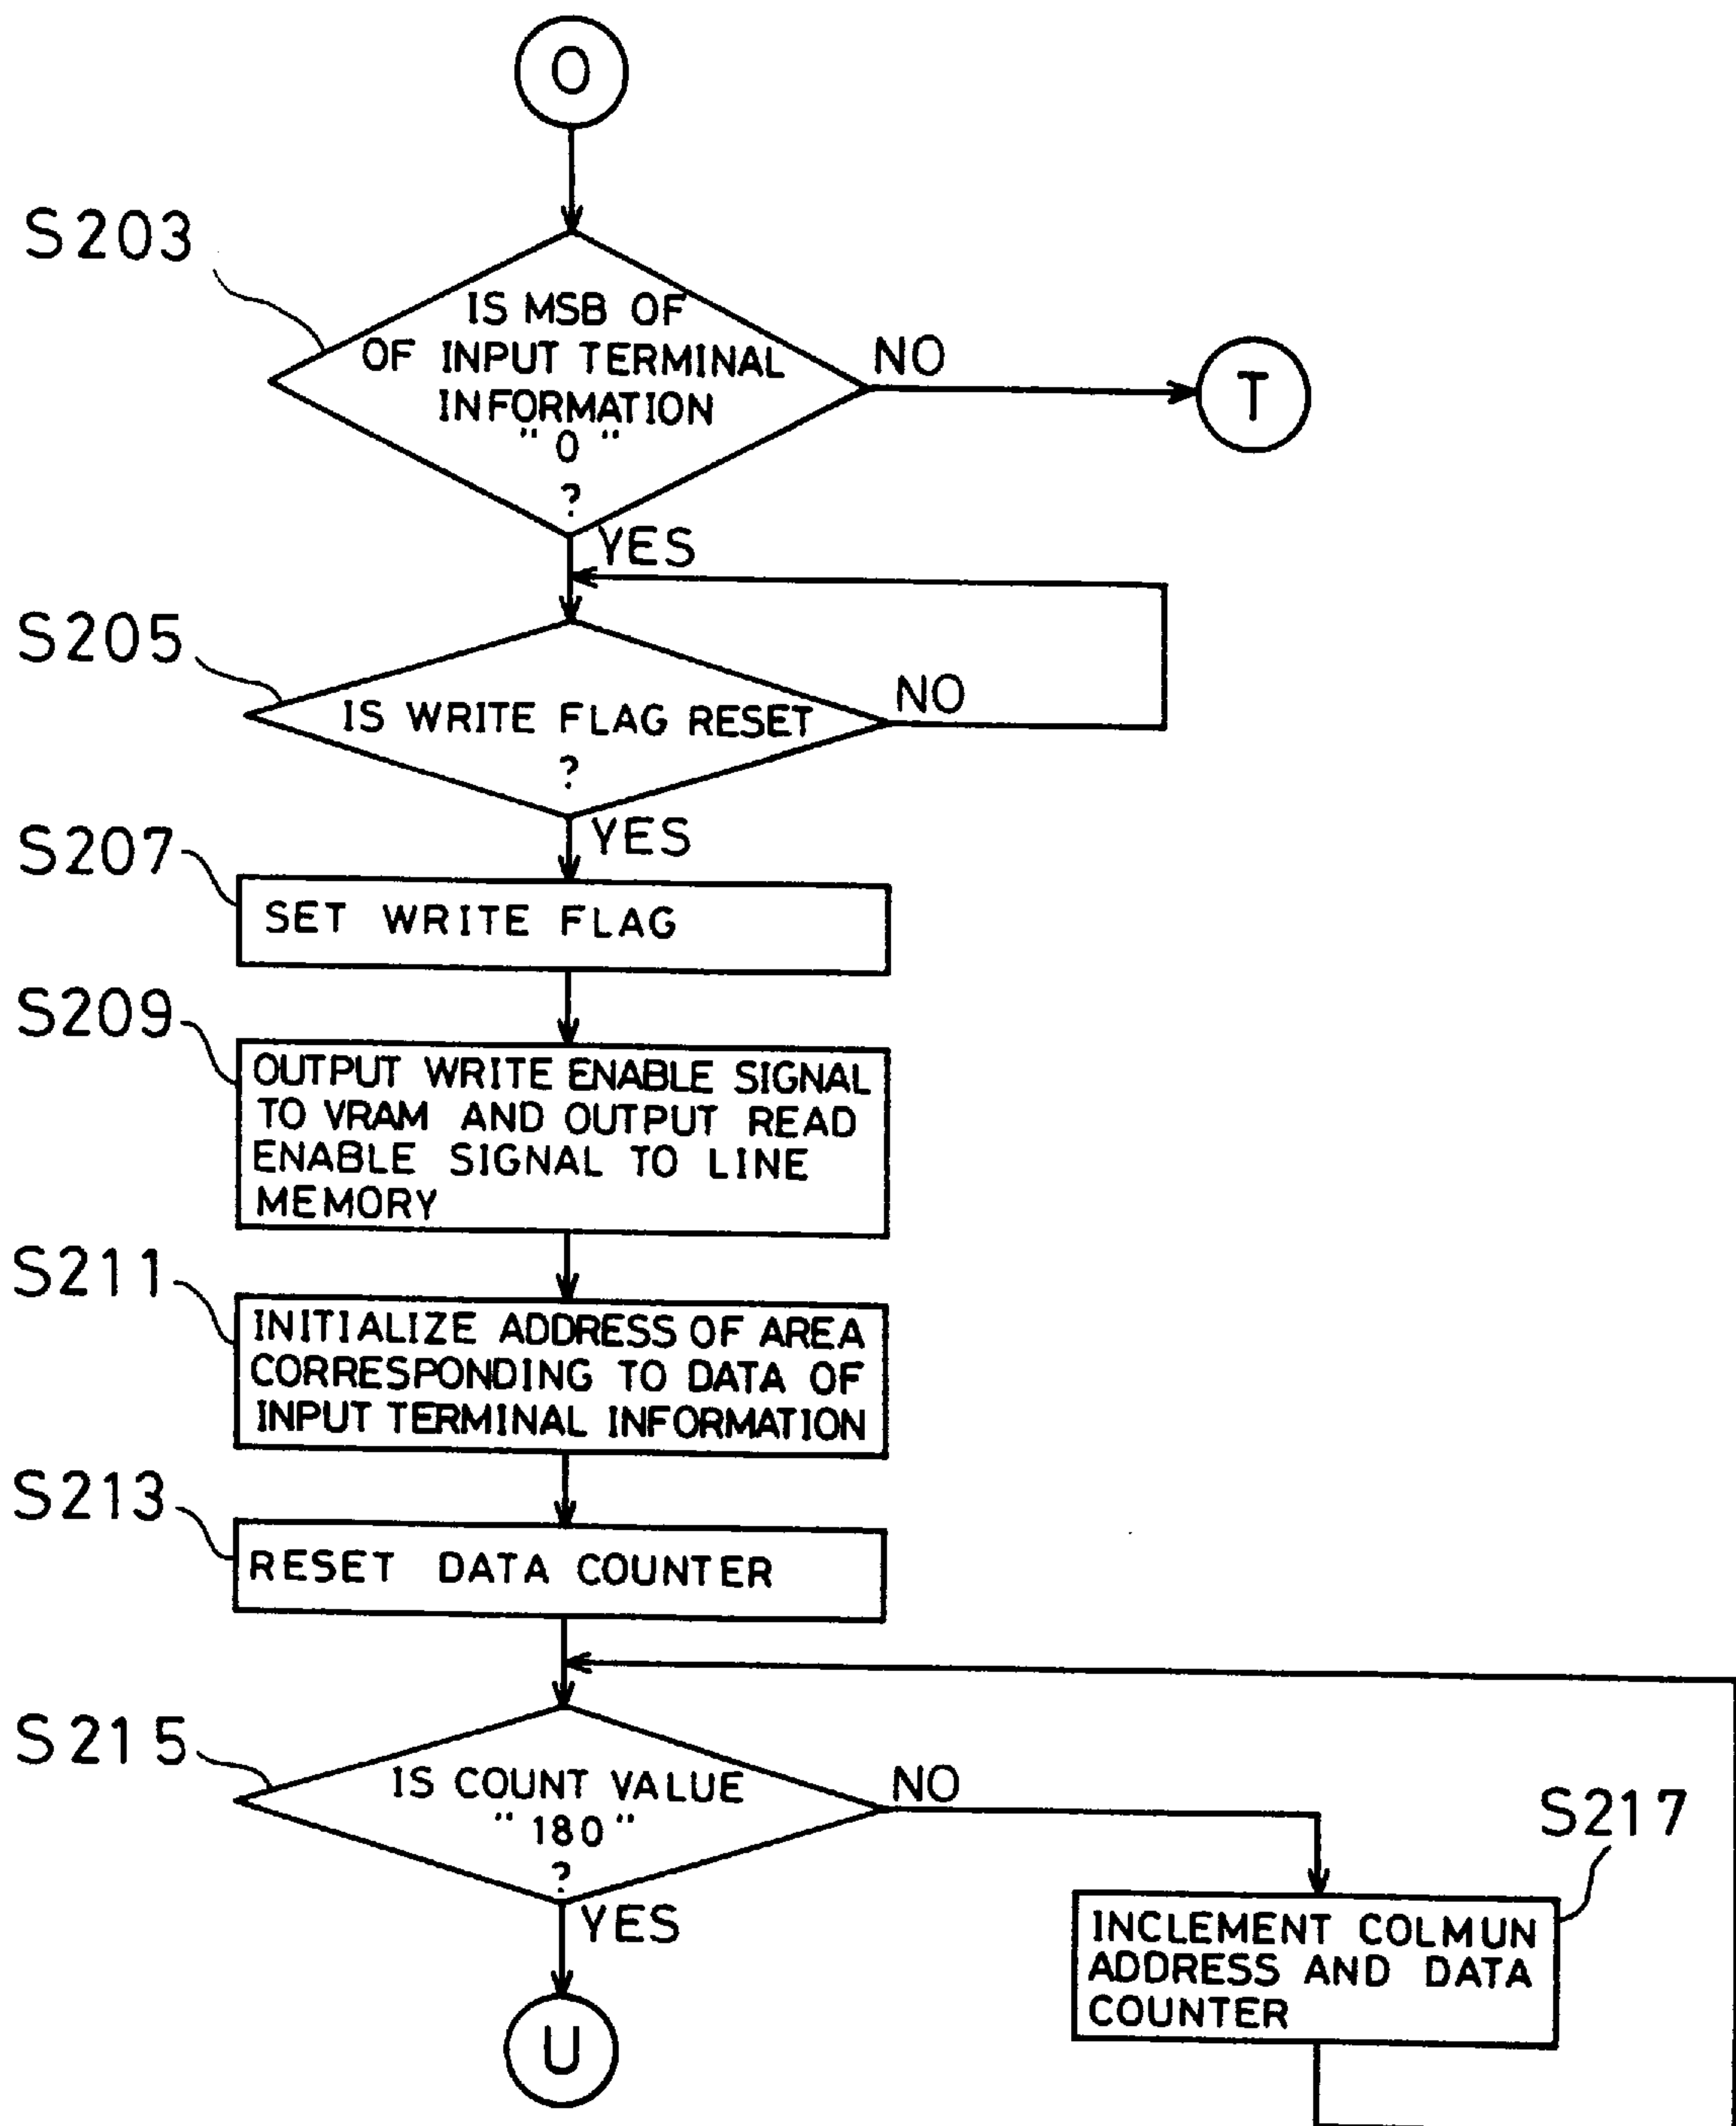 O
S203
IS MSB OF
OF INPUT TERMINAL
INFORMATION
"0"
?
NO
T
YES
S205
IS WRITE FLAG RESET
?
NO
YES
S207
SET WRITE FLAG
S209
OUTPUT WRITE ENABLE SIGNAL
TO VRAM AND OUTPUT READ
ENABLE SIGNAL TO LINE
MEMORY
S211
INITIALIZE ADDRESS OF AREA
CORRESPONDING TO DATA OF
INPUT TERMINAL INFORMATION
S213
RESET DATA COUNTER
S215
IS COUNT VALUE
"180"
?
NO
YES
S217
INCLEMENT COLMUN
ADDRESS AND DATA
COUNTER
U